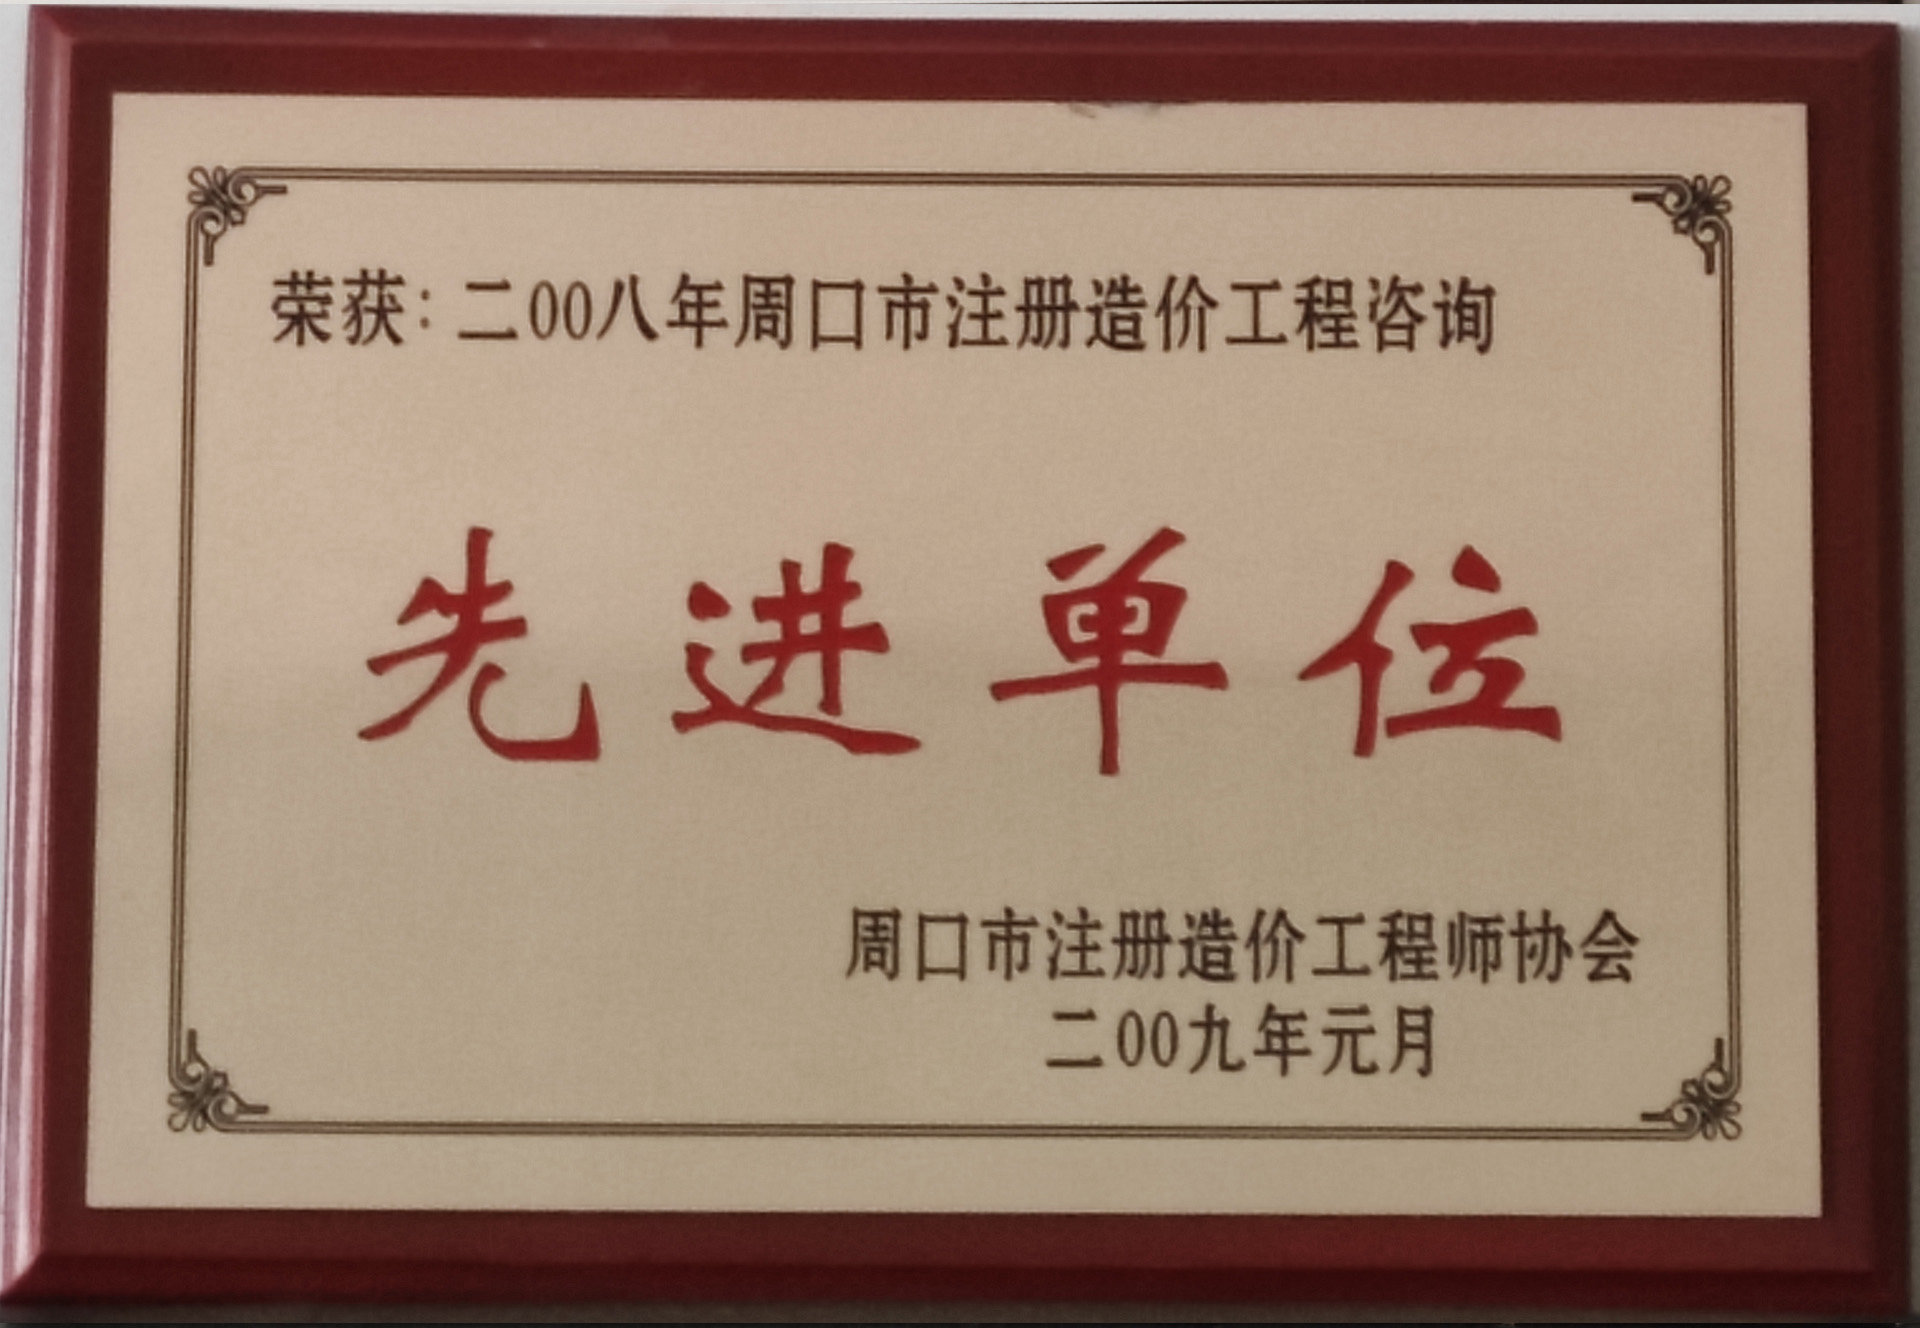 荣获：二00八年周口市注册造价工程咨询
先进单位
周口市注册造价工程师协会
二00九年元月